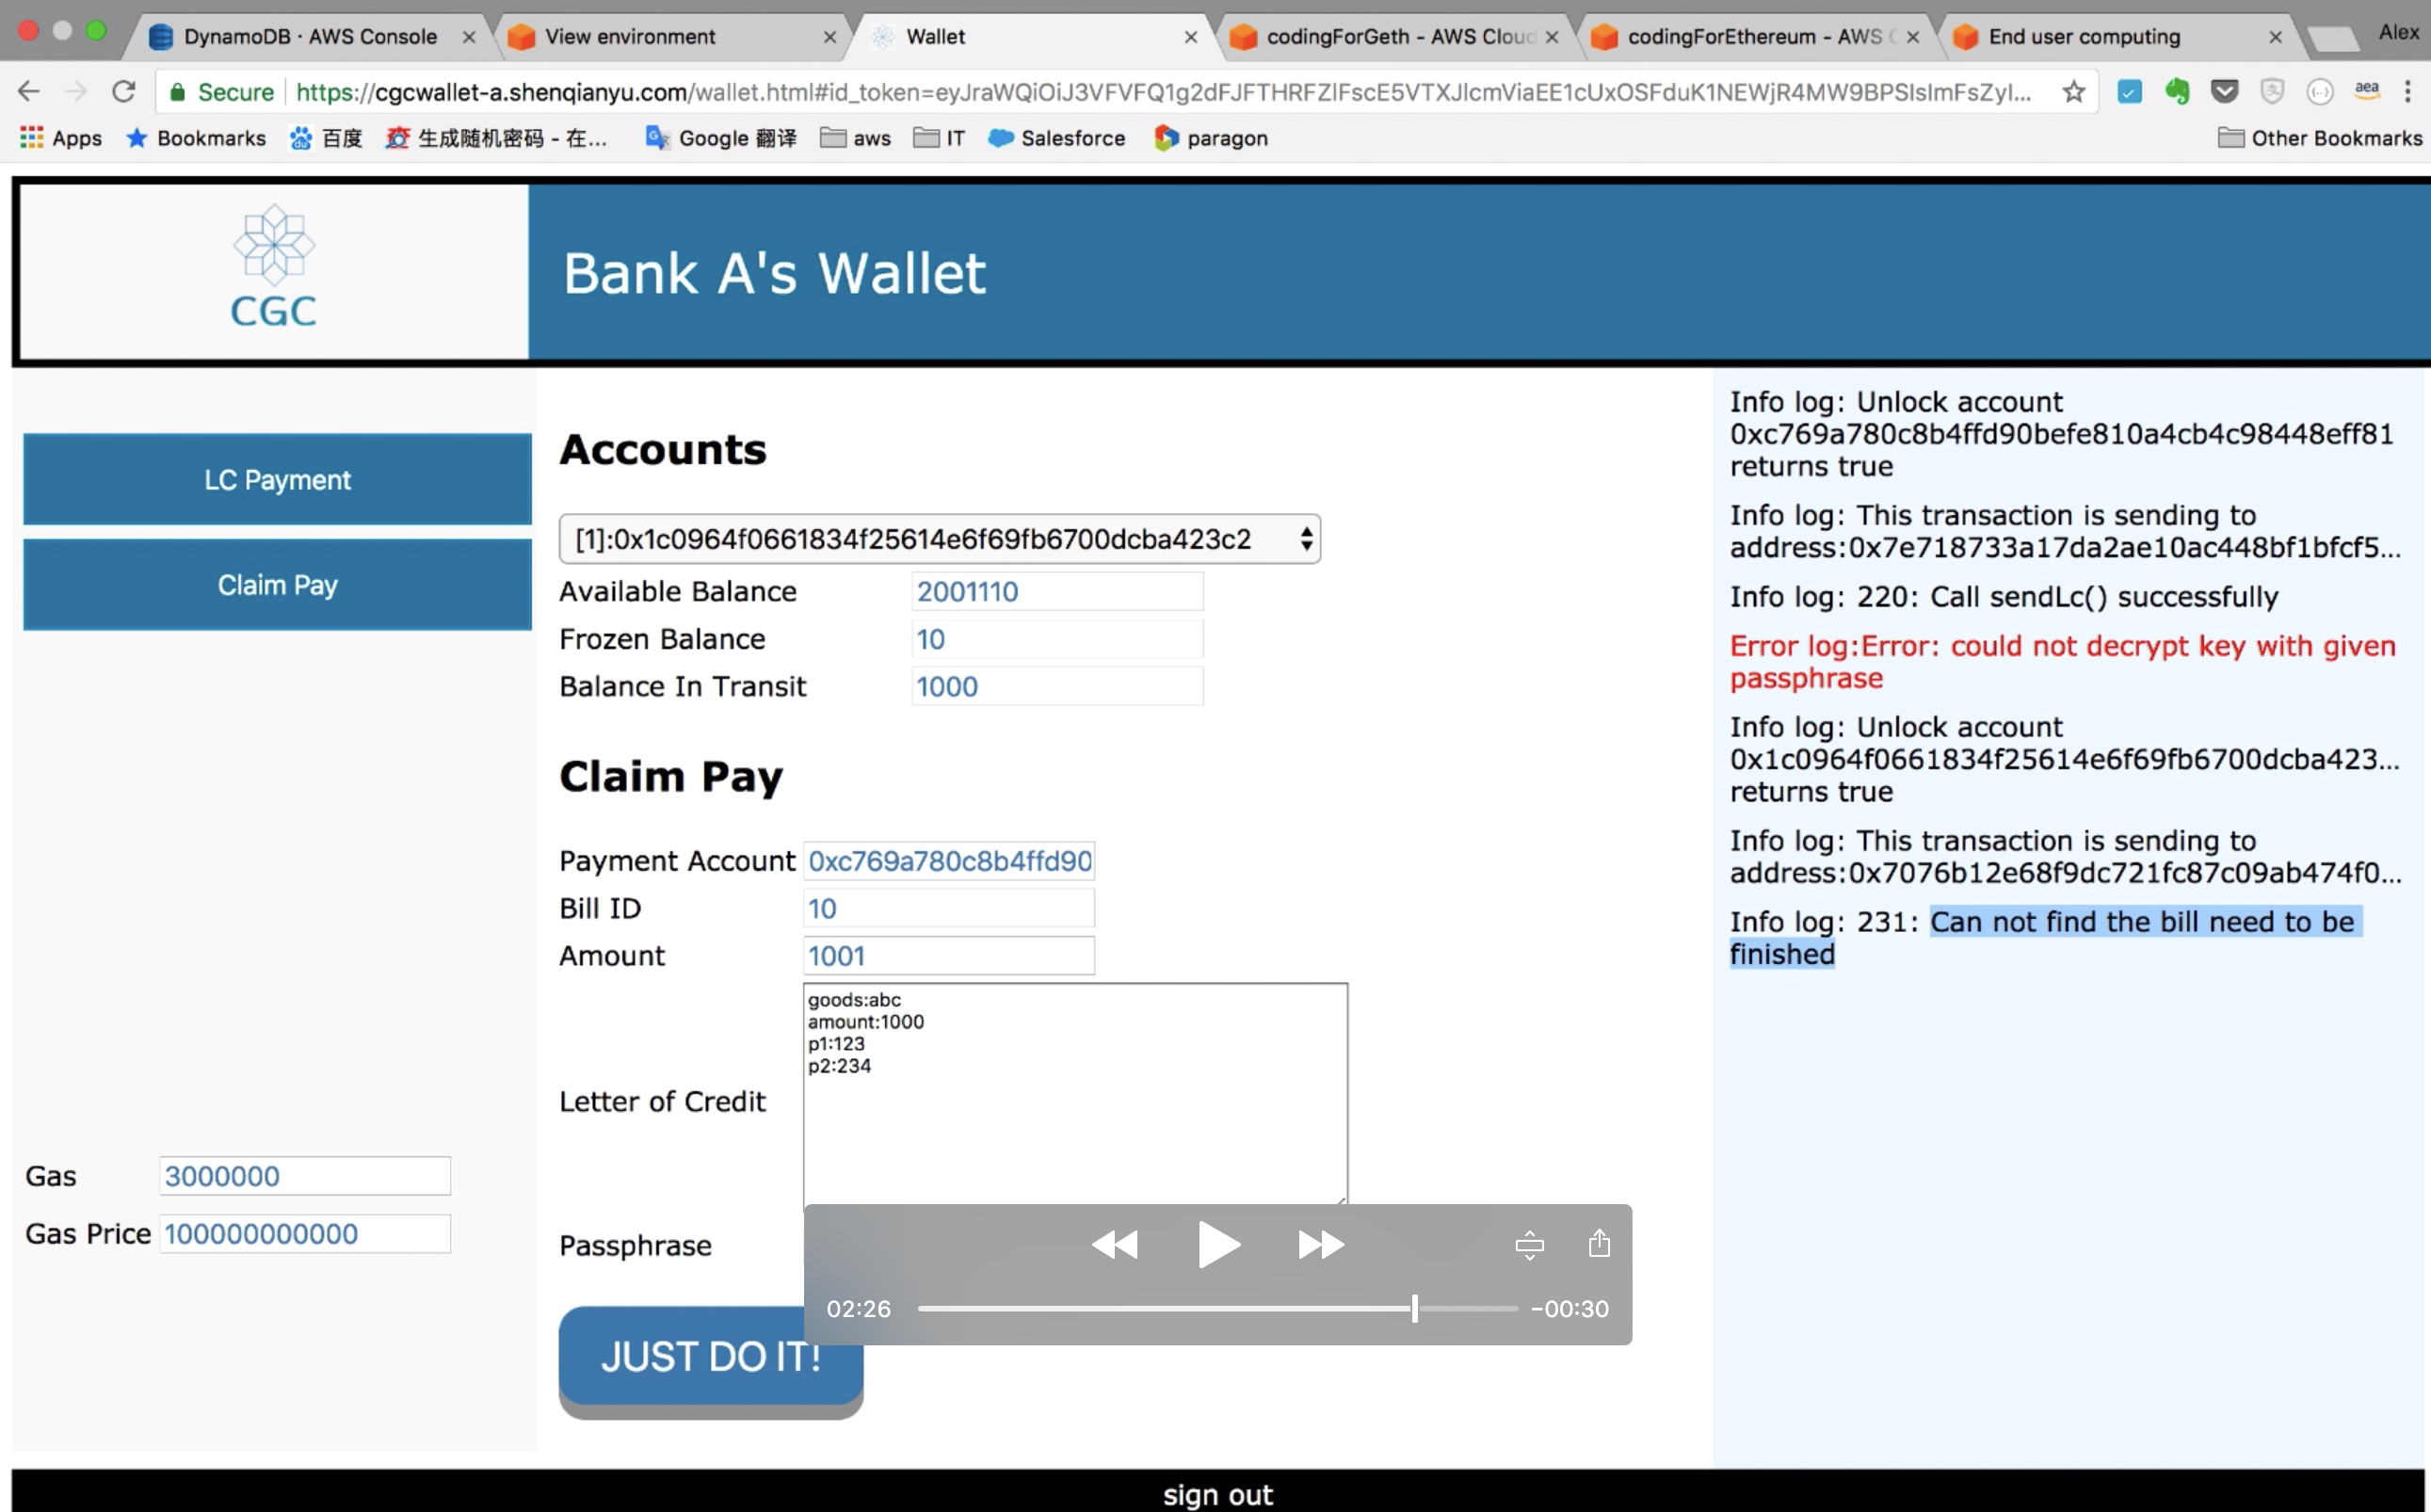 DynamoDB · AWS Console
View environment
Wallet
codingForGeth - AWS Cloud
codingForEthereum - AWS C
End user computing
Alex
Secure
https://cgcwallet-a.shenqianyu.com/wallet.html#id_token=eyJraWQiOiJ3VFVFQ1g2dFJFTHRFZlFscE5VTXJlcmViaEE1cUxOSFduK1NEWjR4MW9BPSIsImFsZyI...
aea
Apps
Bookmarks
百度
生成随机密码 - 在...
Google 翻译
aws
IT
Salesforce
paragon
Other Bookmarks
CGC
Bank A's Wallet
LC Payment
Claim Pay
Gas 3000000
Gas Price 100000000000
Accounts
[1]:0x1c0964f0661834f25614e6f69fb6700dcba423c2
Available Balance 2001110
Frozen Balance 10
Balance In Transit 1000
Claim Pay
Payment Account 0xc769a780c8b4ffd90
Bill ID 10
Amount 1001
Letter of Credit
goods:abc
amount:1000
p1:123
p2:234
Passphrase
02:26
−00:30
JUST DO IT!
Info log: Unlock account
0xc769a780c8b4ffd90befe810a4cb4c98448eff81
returns true
Info log: This transaction is sending to
address:0x7e718733a17da2ae10ac448bf1bfcf5...
Info log: 220: Call sendLc() successfully
Error log:Error: could not decrypt key with given
passphrase
Info log: Unlock account
0x1c0964f0661834f25614e6f69fb6700dcba423...
returns true
Info log: This transaction is sending to
address:0x7076b12e68f9dc721fc87c09ab474f0...
Info log: 231: Can not find the bill need to be
finished
sign out